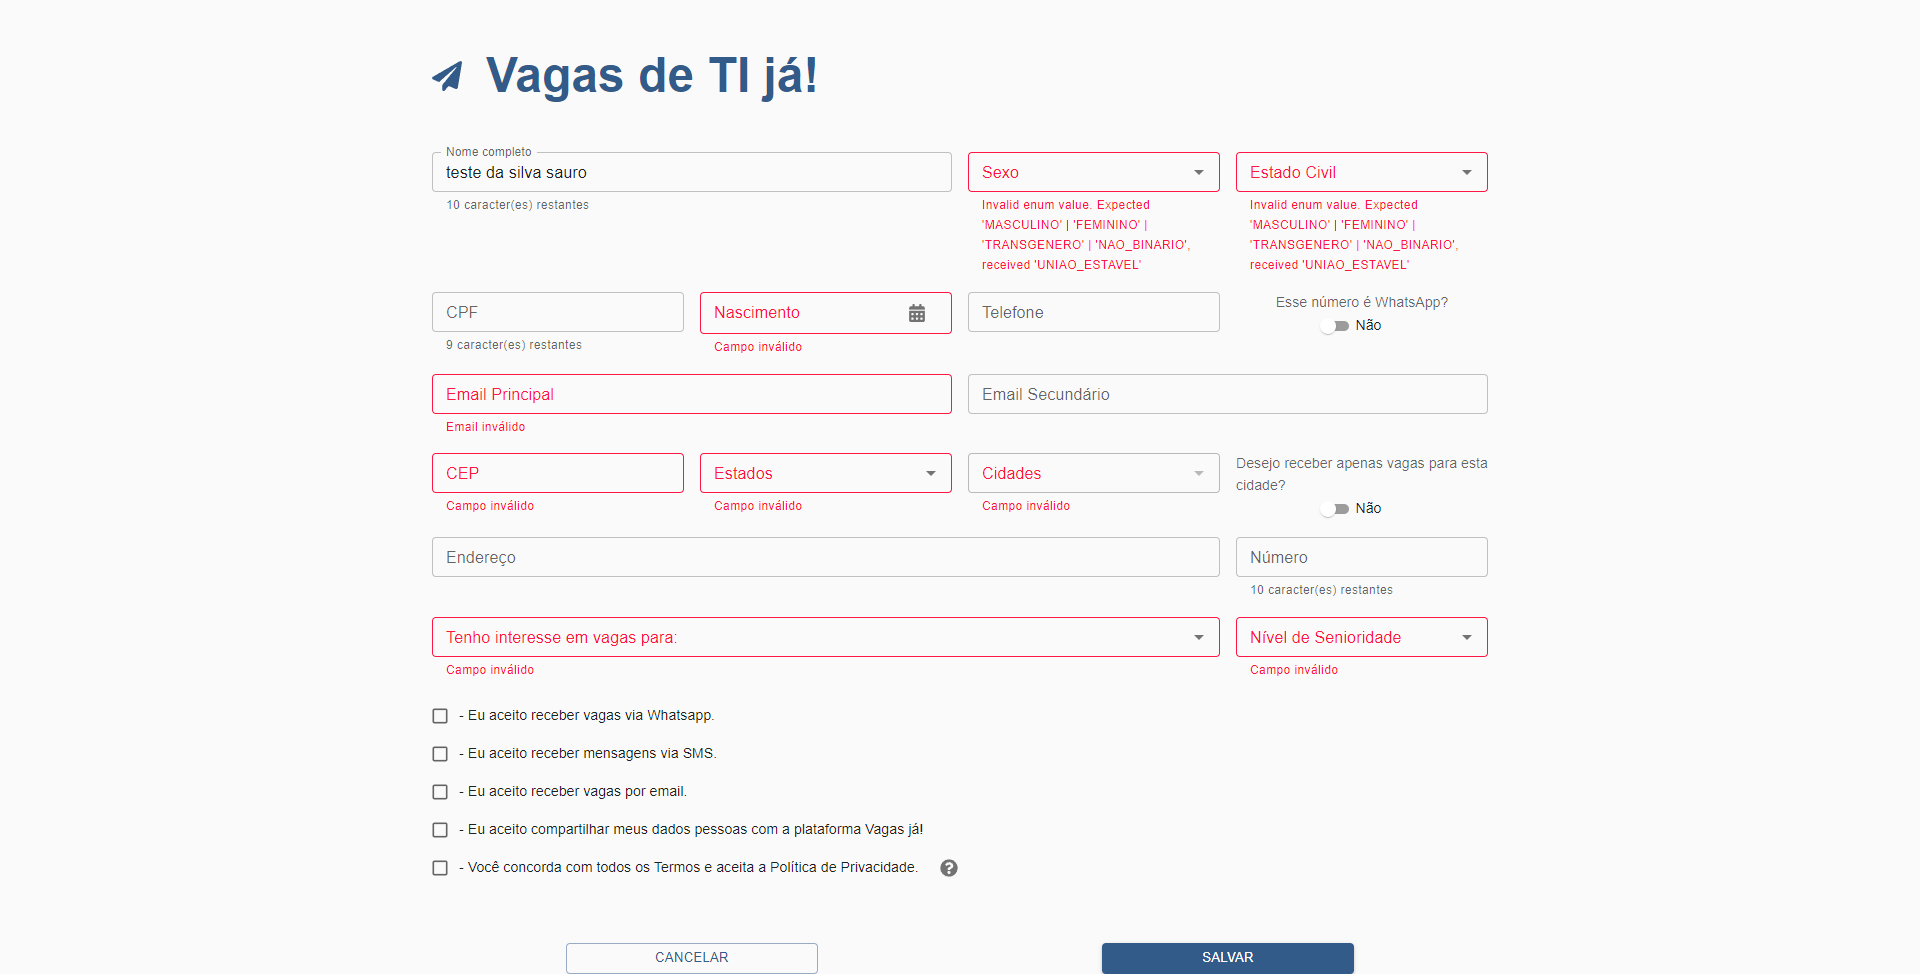 Vagas de TI já!
Nome completo
teste da silva sauro
10 caracter(es) restantes
Sexo
Invalid enum value. Expected
'MASCULINO' | 'FEMININO' |
'TRANSGENERO' | 'NAO_BINARIO',
received 'UNIAO_ESTAVEL'
Estado Civil
Invalid enum value. Expected
'MASCULINO' | 'FEMININO' |
'TRANSGENERO' | 'NAO_BINARIO',
received 'UNIAO_ESTAVEL'
CPF
9 caracter(es) restantes
Nascimento
Campo inválido
Telefone
Esse número é WhatsApp?
Não
Email Principal
Email inválido
Email Secundário
CEP
Campo inválido
Estados
Campo inválido
Cidades
Campo inválido
Desejo receber apenas vagas para esta
cidade?
Não
Endereço
Número
10 caracter(es) restantes
Tenho interesse em vagas para:
Campo inválido
Nível de Senioridade
Campo inválido
- Eu aceito receber vagas via Whatsapp.
- Eu aceito receber mensagens via SMS.
- Eu aceito receber vagas por email.
- Eu aceito compartilhar meus dados pessoas com a plataforma Vagas já!
- Você concorda com todos os Termos e aceita a Política de Privacidade.
CANCELAR
SALVAR